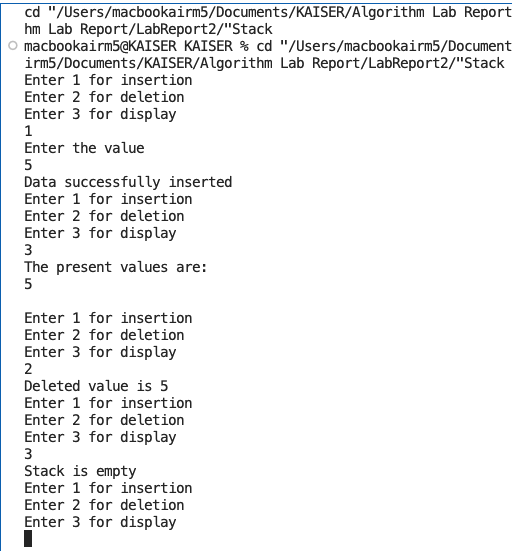 cd "/Users/macbookairm5/Documents/KAISER/Algorithm Lab Report
hm Lab Report/LabReport2/"Stack
macbookairm5@KAISER KAISER % cd "/Users/macbookairm5/Document
irm5/Documents/KAISER/Algorithm Lab Report/LabReport2/"Stack
Enter 1 for insertion
Enter 2 for deletion
Enter 3 for display
1
Enter the value
5
Data successfully inserted
Enter 1 for insertion
Enter 2 for deletion
Enter 3 for display
3
The present values are:
5
Enter 1 for insertion
Enter 2 for deletion
Enter 3 for display
2
Deleted value is 5
Enter 1 for insertion
Enter 2 for deletion
Enter 3 for display
3
Stack is empty
Enter 1 for insertion
Enter 2 for deletion
Enter 3 for display